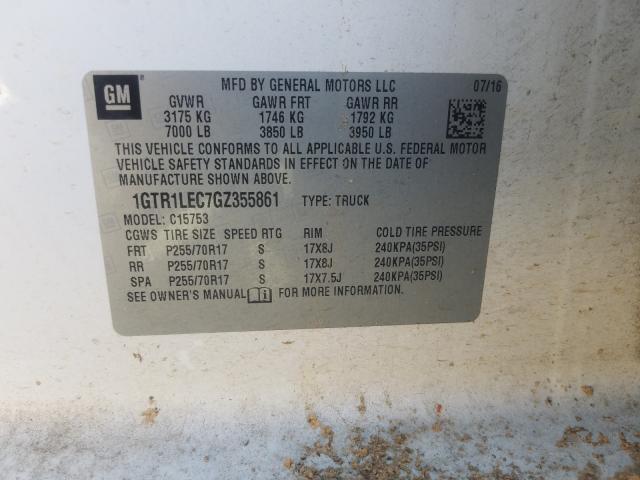 GM
MFD BY GENERAL MOTORS LLC 07/16
GVWR GAWR FRT GAWR RR
3175 KG 1746 KG 1792 KG
7000 LB 3850 LB 3950 LB
THIS VEHICLE CONFORMS TO ALL APPLICABLE U.S. FEDERAL MOTOR
VEHICLE SAFETY STANDARDS IN EFFECT ON THE DATE OF
MANUFACTURE SHOWN ABOVE.
1GTR1LEC7GZ355861 TYPE: TRUCK
MODEL: C15753
CGWS TIRE SIZE SPEED RTG RIM COLD TIRE PRESSURE
FRT P255/70R17 S 17X8J 240KPA(35PSI)
RR P255/70R17 S 17X8J 240KPA(35PSI)
SPA P255/70R17 S 17X7.5J 240KPA(35PSI)
SEE OWNER'S MANUAL FOR MORE INFORMATION.